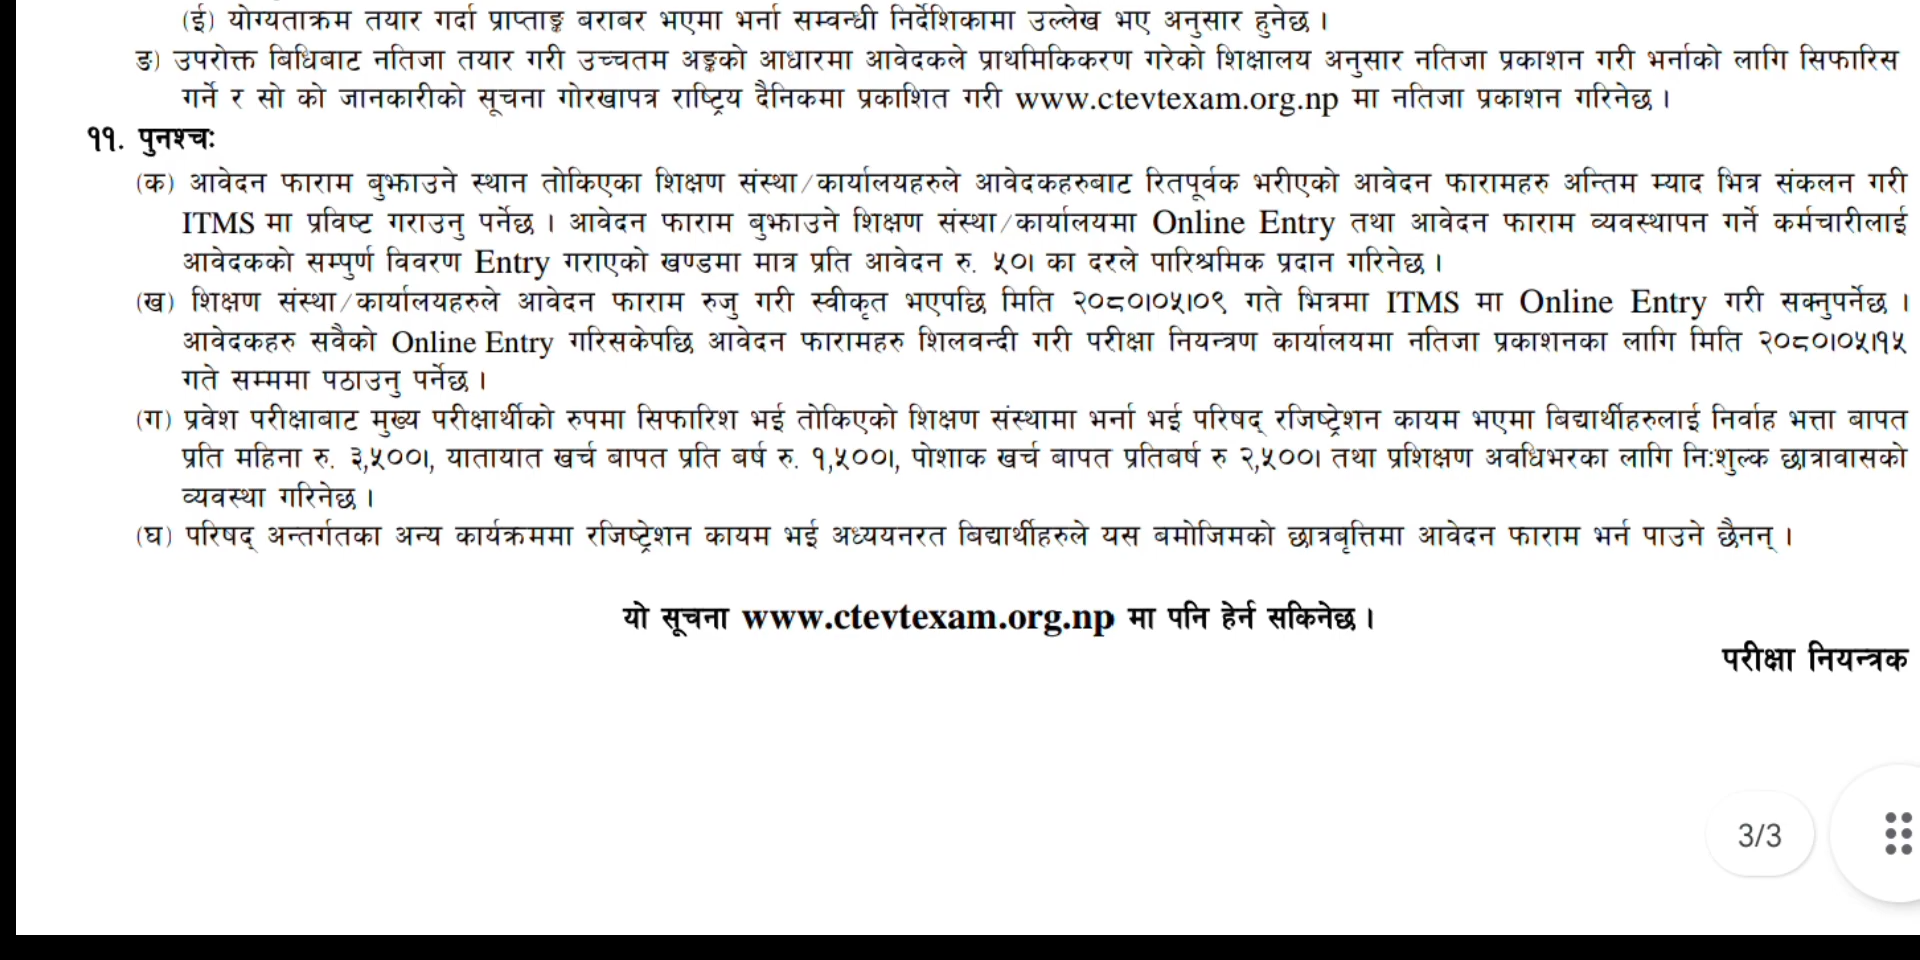 (ई) योग्यताक्रम तयार गर्दा प्राप्ताङ्क बराबर भएमा भर्ना सम्वन्धी निर्देशिकामा उल्लेख भए अनुसार हुनेछ ।
ङ) उपरोक्त बिधिबाट नतिजा तयार गरी उच्चतम अङ्कको आधारमा आवेदकले प्राथमिकिकरण गरेको शिक्षालय अनुसार नतिजा प्रकाशन गरी भर्नाको लागि सिफारिस
गर्ने र सो को जानकारीको सूचना गोरखापत्र राष्ट्रिय दैनिकमा प्रकाशित गरी www.ctevtexam.org.np मा नतिजा प्रकाशन गरिनेछ ।
११. पुनश्चः
(क) आवेदन फाराम बुझाउने स्थान तोकिएका शिक्षण संस्था/कार्यालयहरुले आवेदकहरुबाट रितपूर्वक भरीएको आवेदन फारामहरु अन्तिम म्याद भित्र संकलन गरी
ITMS मा प्रविष्ट गराउनु पर्नेछ । आवेदन फाराम बुझाउने शिक्षण संस्था/कार्यालयमा Online Entry तथा आवेदन फाराम व्यवस्थापन गर्ने कर्मचारीलाई
आवेदकको सम्पुर्ण विवरण Entry गराएको खण्डमा मात्र प्रति आवेदन रु. ५०। का दरले पारिश्रमिक प्रदान गरिनेछ ।
(ख) शिक्षण संस्था/कार्यालयहरुले आवेदन फाराम रुजु गरी स्वीकृत भएपछि मिति २०८०।०५।०९ गते भित्रमा ITMS मा Online Entry गरी सक्नुपर्नेछ ।
आवेदकहरु सवैको Online Entry गरिसकेपछि आवेदन फारामहरु शिलवन्दी गरी परीक्षा नियन्त्रण कार्यालयमा नतिजा प्रकाशनका लागि मिति २०८०।०५।१५
गते सम्ममा पठाउनु पर्नेछ ।
(ग) प्रवेश परीक्षाबाट मुख्य परीक्षार्थीको रुपमा सिफारिश भई तोकिएको शिक्षण संस्थामा भर्ना भई परिषद् रजिष्ट्रेशन कायम भएमा बिद्यार्थीहरुलाई निर्वाह भत्ता बापत
प्रति महिना रु. ३,५००।, यातायात खर्च बापत प्रति बर्ष रु. १,५००।, पोशाक खर्च बापत प्रतिबर्ष रु २,५००। तथा प्रशिक्षण अवधिभरका लागि नि:शुल्क छात्रावासको
व्यवस्था गरिनेछ ।
(घ) परिषद् अन्तर्गतका अन्य कार्यक्रममा रजिष्ट्रेशन कायम भई अध्ययनरत बिद्यार्थीहरुले यस बमोजिमको छात्रबृत्तिमा आवेदन फाराम भर्न पाउने छैनन् ।
यो सूचना www.ctevtexam.org.np मा पनि हेर्न सकिनेछ ।
परीक्षा नियन्त्रक
3/3